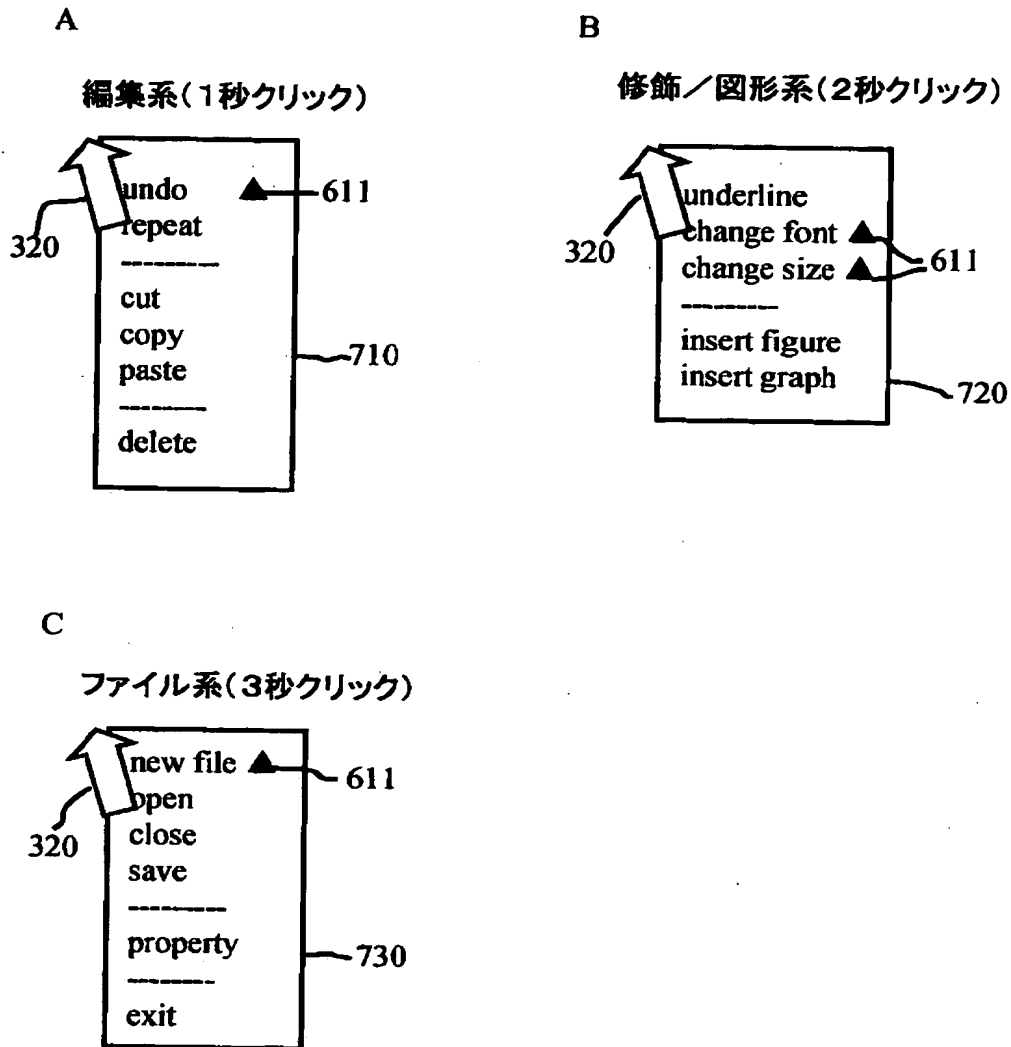 A
編集系(1秒クリック)
undo ▲ 611
320
repeat
----------
cut
copy
710
paste
---------
delete
B
修飾/図形系(2秒クリック)
underline
320
change font ▲
611
change size ▲
----------
insert figure
insert graph
720
C
ファイル系(3秒クリック)
new file ▲ 611
open
320
close
save
----------
property
730
---------
exit